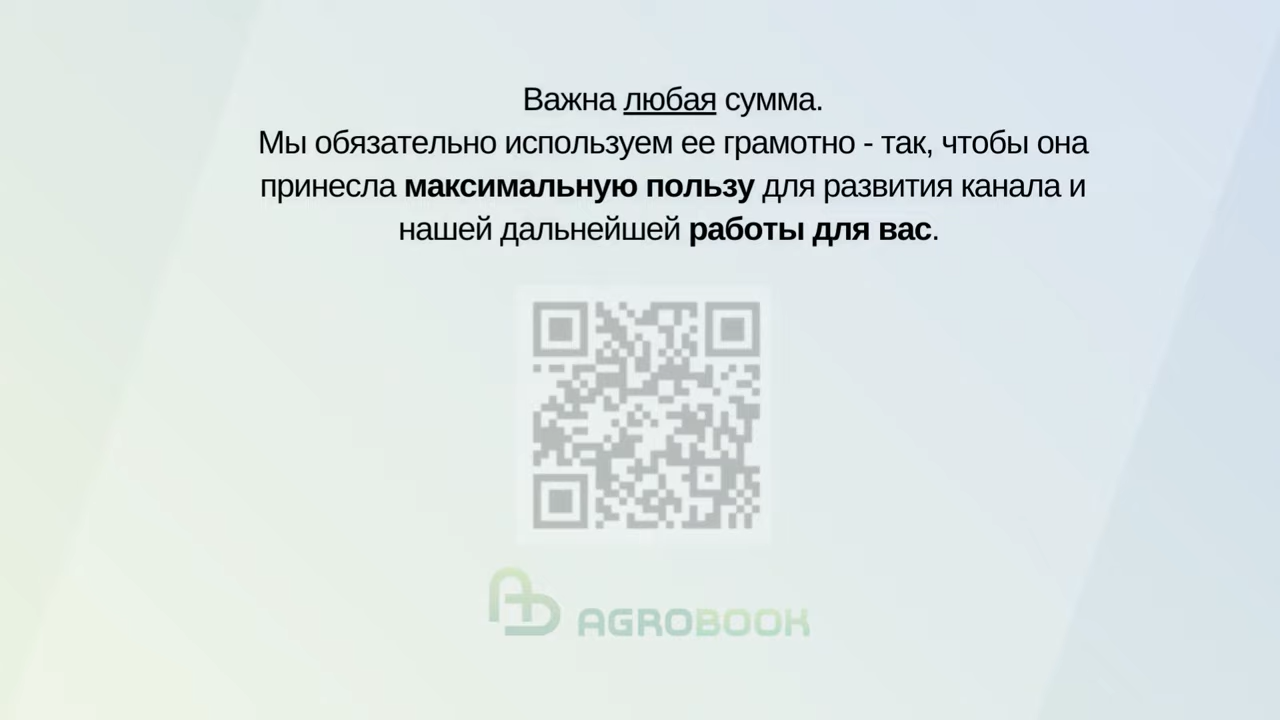 Важна любая сумма.
Мы обязательно используем ее грамотно - так, чтобы она
принесла максимальную пользу для развития канала и
нашей дальнейшей работы для вас.
AGROBOOK